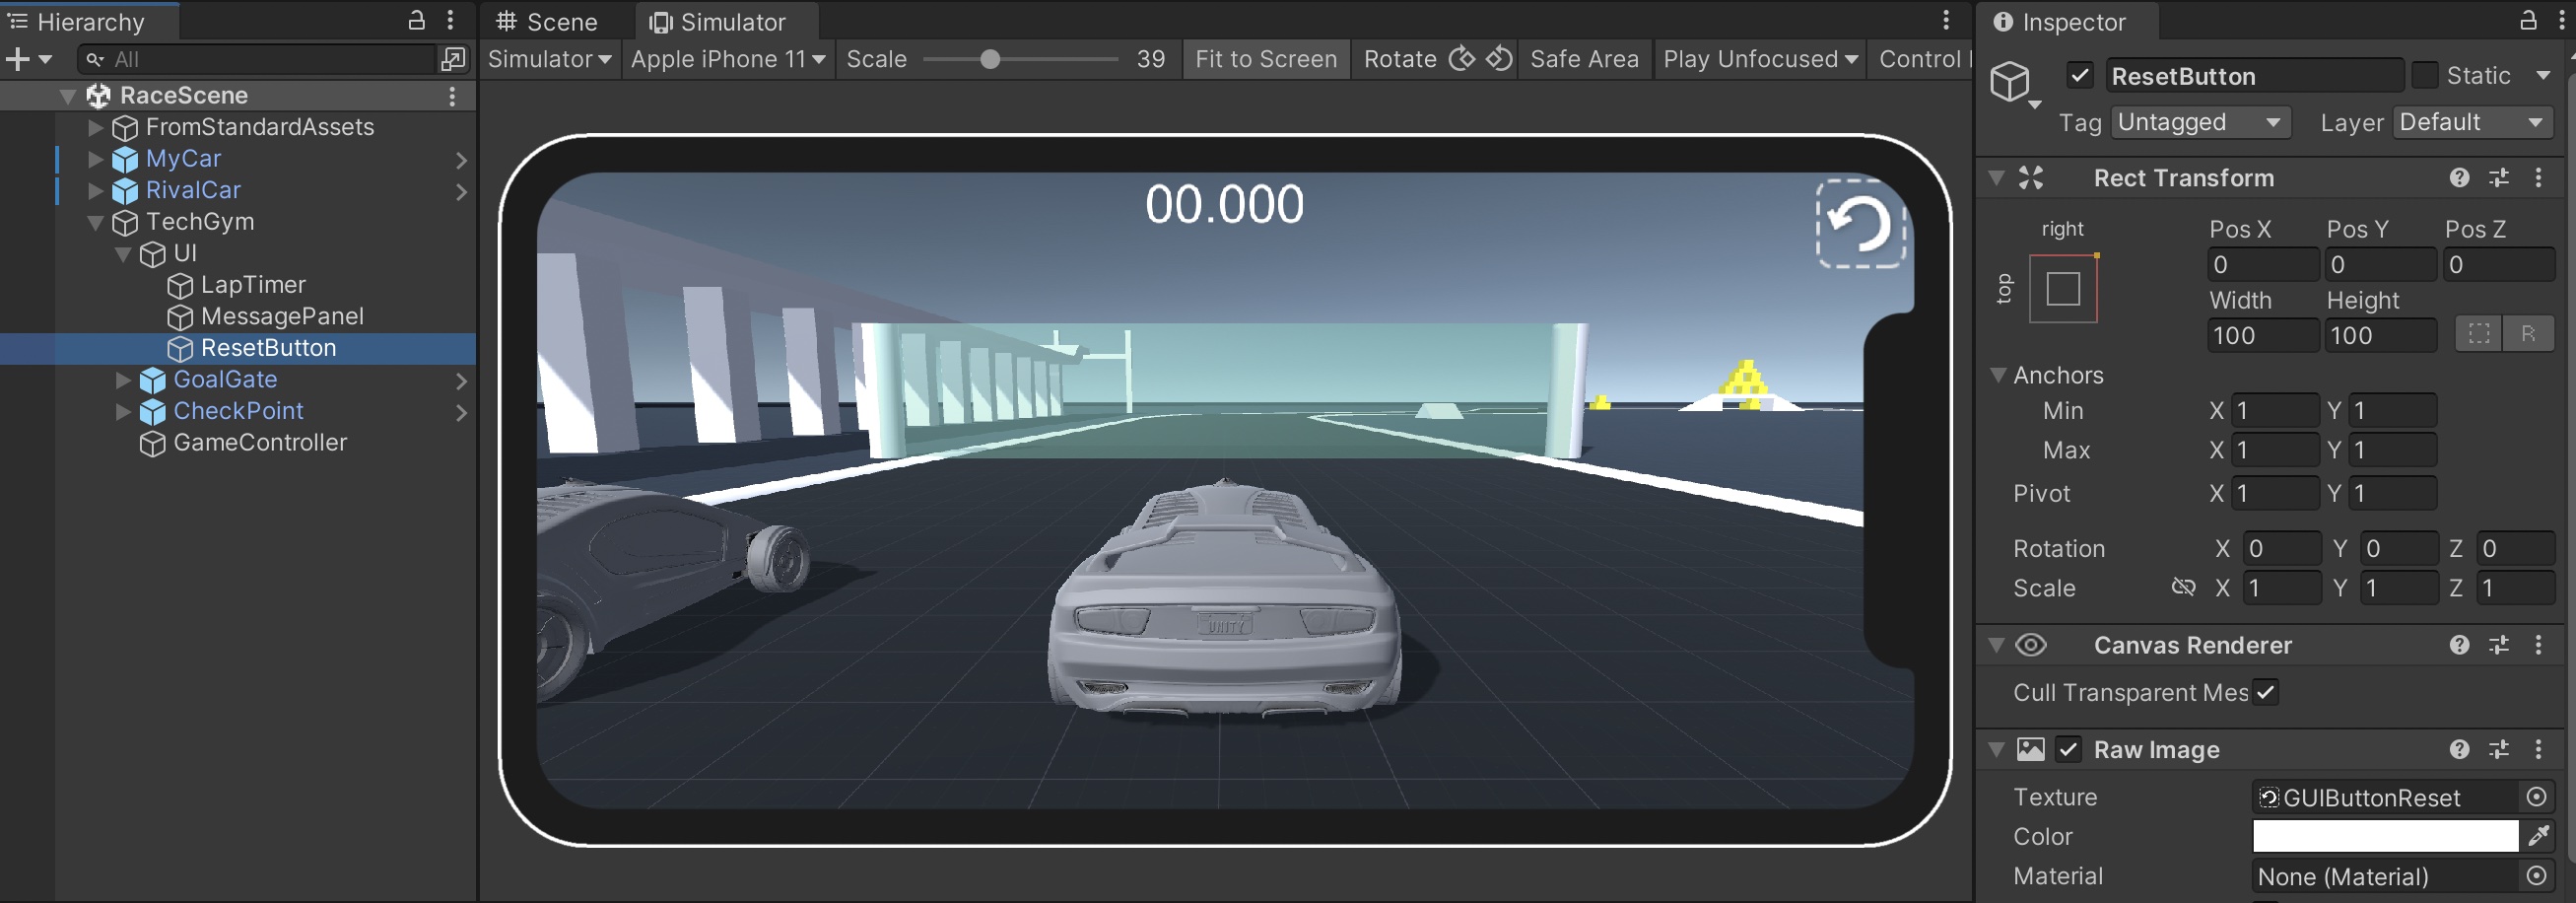 Hierarchy
All
RaceScene
FromStandardAssets
MyCar
RivalCar
TechGym
UI
LapTimer
MessagePanel
ResetButton
GoalGate
CheckPoint
GameController
Scene
Simulator
Simulator
Apple iPhone 11
Scale
39
Fit to Screen
Rotate
Safe Area
Play Unfocused
Control
00.000
UNITY
Inspector
ResetButton
Static
Tag
Untagged
Layer
Default
Rect Transform
right
top
Pos X
Pos Y
Pos Z
0
0
0
Width
Height
100
100
R
Anchors
Min
X
1
Y
1
Max
X
1
Y
1
Pivot
X
1
Y
1
Rotation
X
0
Y
0
Z
0
Scale
X
1
Y
1
Z
1
Canvas Renderer
Cull Transparent Mes
Raw Image
Texture
GUIButtonReset
Color
Material
None (Material)